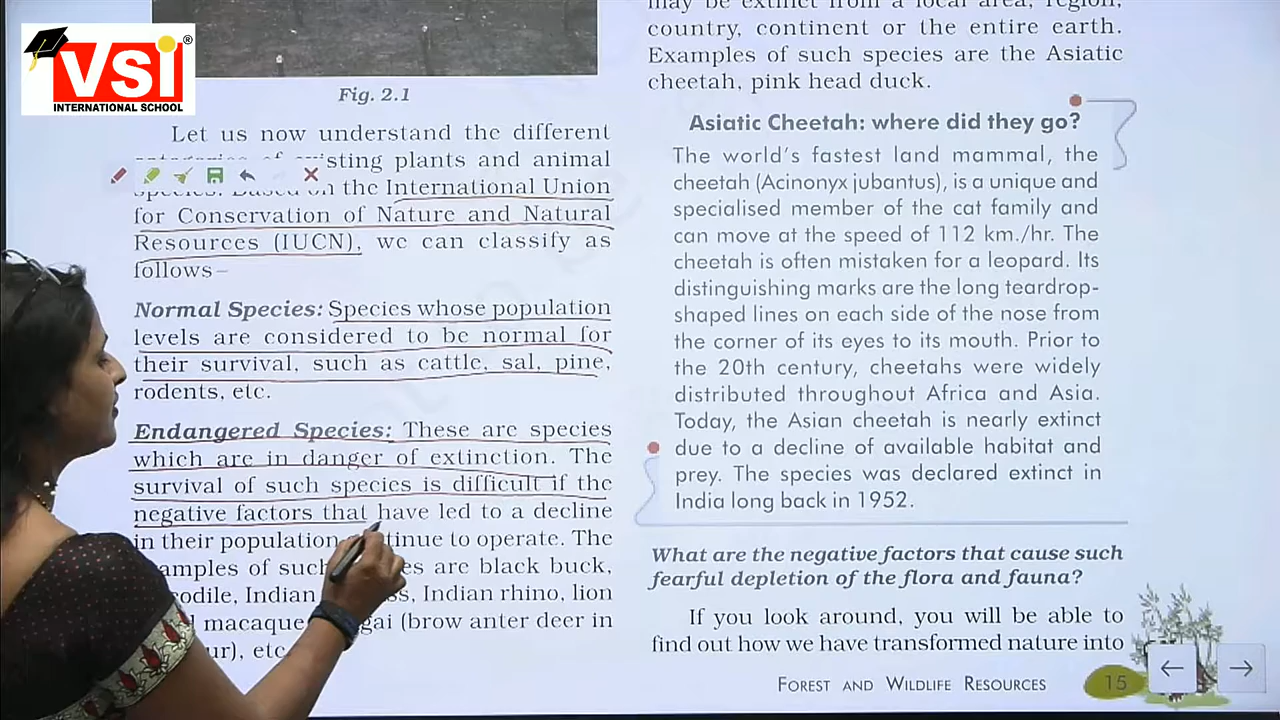 VSI
®
INTERNATIONAL SCHOOL
Fig. 2.1
Let us now understand the different
existing plants and animal
Based on the International Union
for Conservation of Nature and Natural
Resources (IUCN), we can classify as
follows–
Normal Species: Species whose population
levels are considered to be normal for
their survival, such as cattle, sal, pine,
rodents, etc.
Endangered Species: These are species
which are in danger of extinction. The
survival of such species is difficult if the
negative factors that have led to a decline
in their population to operate. The
of such are black buck,
Indian Indian rhino, lion
macaque, (brow anter deer in
etc
country, continent or the entire earth.
Examples of such species are the Asiatic
cheetah, pink head duck.
Asiatic Cheetah: where did they go?
The world's fastest land mammal, the
cheetah (Acinonyx jubantus), is a unique and
specialised member of the cat family and
can move at the speed of 112 km./hr. The
cheetah is often mistaken for a leopard. Its
distinguishing marks are the long teardrop-
shaped lines on each side of the nose from
the corner of its eyes to its mouth. Prior to
the 20th century, cheetahs were widely
distributed throughout Africa and Asia.
Today, the Asian cheetah is nearly extinct
due to a decline of available habitat and
prey. The species was declared extinct in
India long back in 1952.
What are the negative factors that cause such
fearful depletion of the flora and fauna?
If you look around, you will be able to
find out how we have transformed nature into
FOREST AND WILDLIFE RESOURCES
15